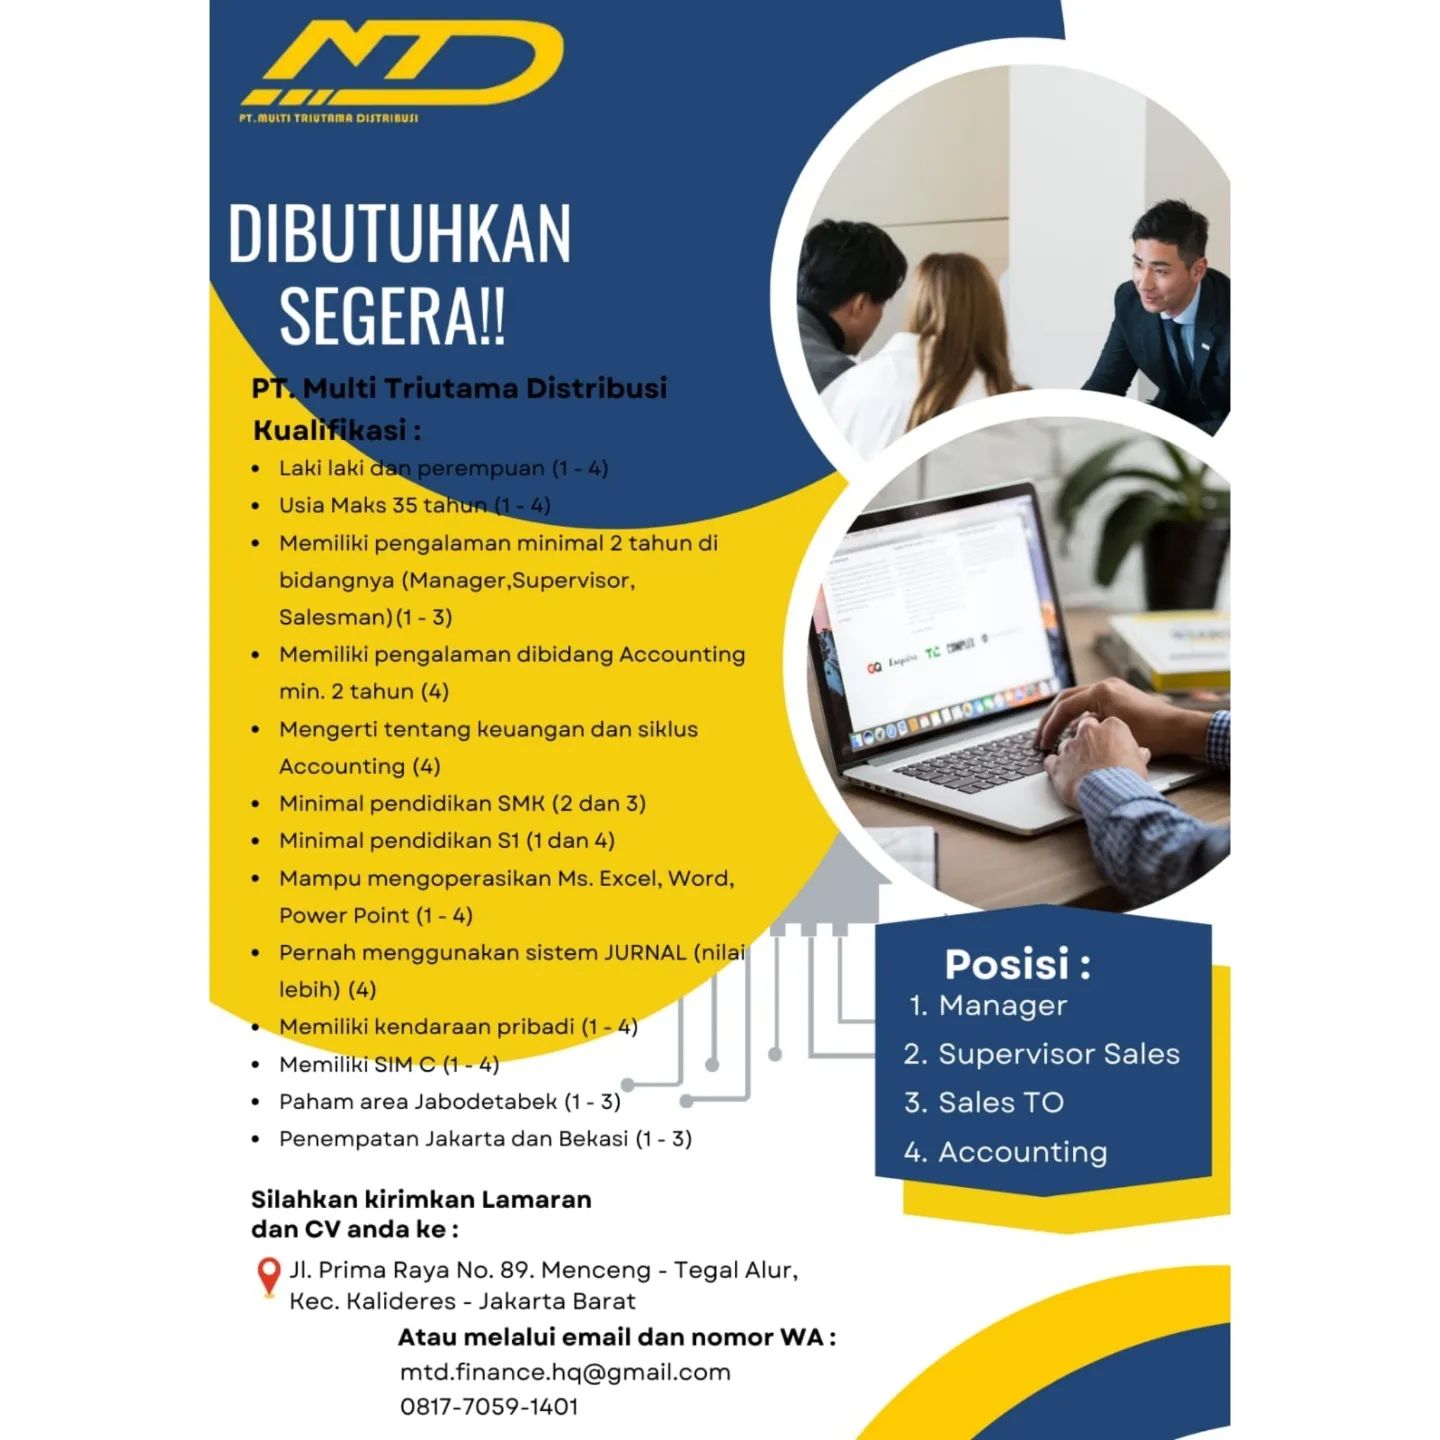 PT.MULTI TRIUTAMA DISTRIBUSI
DIBUTUHKAN
SEGERA!!
PT. Multi Triutama Distribusi
Kualifikasi :
• Laki laki dan perempuan (1 - 4)
• Usia Maks 35 tahun (1 - 4)
• Memiliki pengalaman minimal 2 tahun di
bidangnya (Manager,Supervisor,
Salesman)(1 - 3)
• Memiliki pengalaman dibidang Accounting
min. 2 tahun (4)
• Mengerti tentang keuangan dan siklus
Accounting (4)
• Minimal pendidikan SMK (2 dan 3)
• Minimal pendidikan S1 (1 dan 4)
• Mampu mengoperasikan Ms. Excel, Word,
Power Point (1 - 4)
• Pernah menggunakan sistem JURNAL (nilai
lebih) (4)
• Memiliki kendaraan pribadi (1 - 4)
• Memiliki SIM C (1 - 4)
• Paham area Jabodetabek (1 - 3)
• Penempatan Jakarta dan Bekasi (1 - 3)
GQ Esquire TC COMPLEX
Posisi :
1. Manager
2. Supervisor Sales
3. Sales TO
4. Accounting
Silahkan kirimkan Lamaran
dan CV anda ke :
Jl. Prima Raya No. 89. Menceng - Tegal Alur,
Kec. Kalideres - Jakarta Barat
Atau melalui email dan nomor WA :
mtd.finance.hq@gmail.com
0817-7059-1401